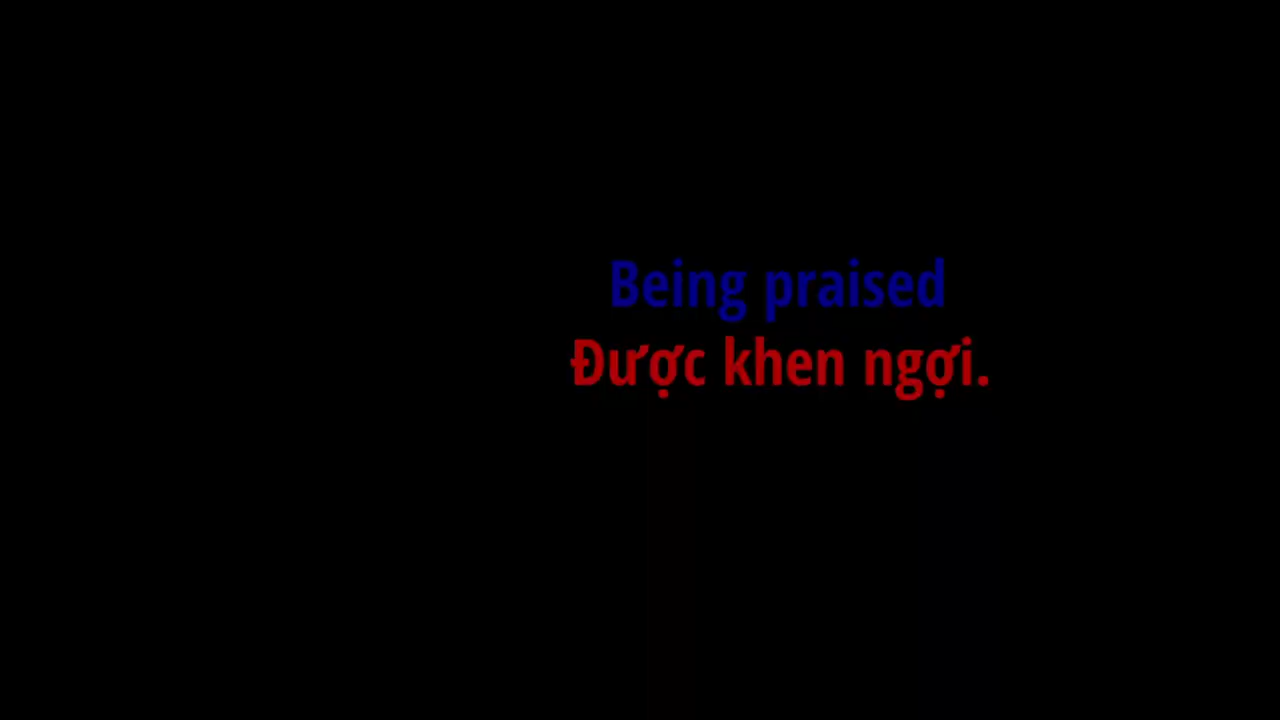 Being praised
Được khen ngợi.